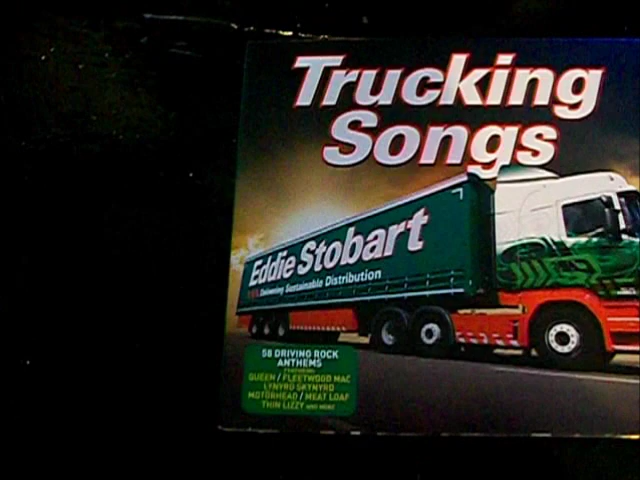 Trucking
Songs
Eddie Stobart
Delivering Sustainable Distribution
58 DRIVING ROCK
ANTHEMS
FEATURING
QUEEN / FLEETWOOD MAC
LYNYRD SKYNYRD
MOTORHEAD / MEAT LOAF
THIN LIZZY AND MORE